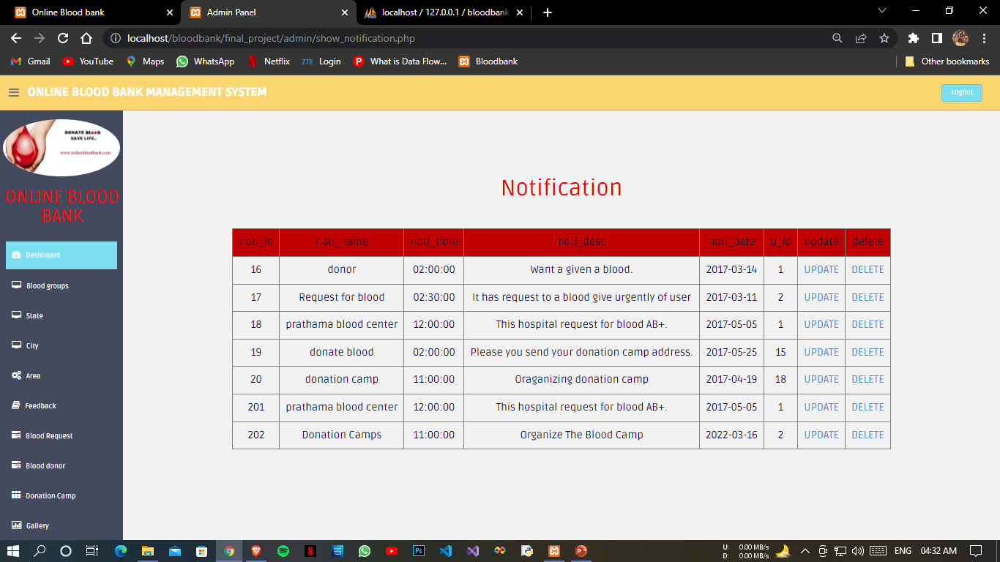 Online Blood bank
Admin Panel
localhost / 127.0.0.1 / bloodbank
localhost/bloodbank/final_project/admin/show_notification.php
Gmail YouTube Maps WhatsApp Netflix ZTE Login What is Data Flow... Bloodbank Other bookmarks
ONLINE BLOOD BANK MANAGEMENT SYSTEM
Logout
DONATE BLOOD
SAVE LIFE..
www.indianbloodbank.com
ONLINE BLOOD
BANK
Dashboard
Blood groups
State
City
Area
Feedback
Blood Request
Blood donor
Donation Camp
Gallery
Notification
noti_id noti_name noti_time noti_desc noti_date u_id update delete
16 donor 02:00:00 Want a given a blood. 2017-03-14 1 UPDATE DELETE
17 Request for blood 02:30:00 It has request to a blood give urgently of user 2017-03-11 2 UPDATE DELETE
18 prathama blood center 12:00:00 This hospital request for blood AB+. 2017-05-05 1 UPDATE DELETE
19 donate blood 02:00:00 Please you send your donation camp address. 2017-05-25 15 UPDATE DELETE
20 donation camp 11:00:00 Oraganizing donation camp 2017-04-19 18 UPDATE DELETE
201 prathama blood center 12:00:00 This hospital request for blood AB+. 2017-05-05 1 UPDATE DELETE
202 Donation Camps 11:00:00 Organize The Blood Camp 2022-03-16 2 UPDATE DELETE
U: 0.00 MB/s
D: 0.00 MB/s
ENG 04:32 AM